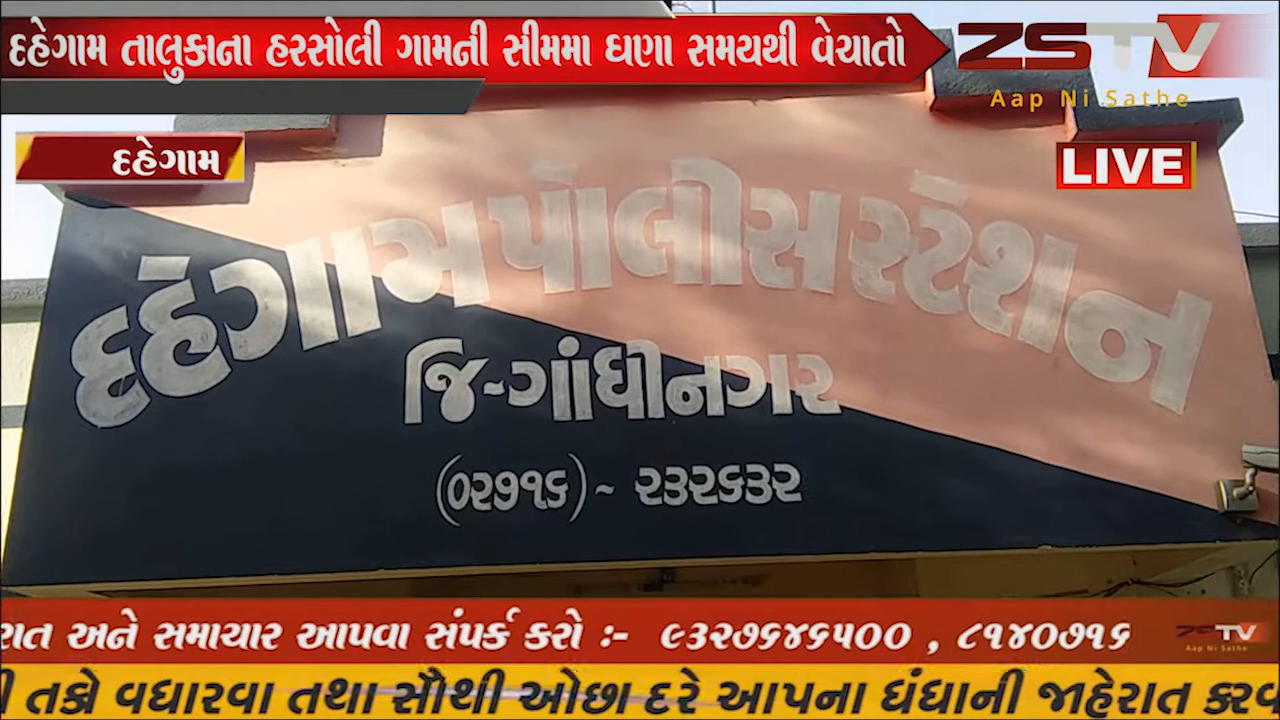 દહેગામ તાલુકાના હરસોલી ગામની સીમમા ઘણા સમયથી વેચાતો
ZSTV
Aap Ni Sathe
દહેગામ
LIVE
દહેગામ પોલીસ સ્ટેશન
જિ-ગાંધીનગર
(૦૨૭૧૬) - ૨૩૨૬૩૨
રાત અને સમાચાર આપવા સંપર્ક કરો :- ૯૩૨૭૬૪૬૫૦૦ , ૮૧૪૦૭૧૬
ZSTV
Aap Ni Sathe
ી તકો વધારવા તથા સૌથી ઓછા દરે આપના ધંધાની જાહેરાત કરવ